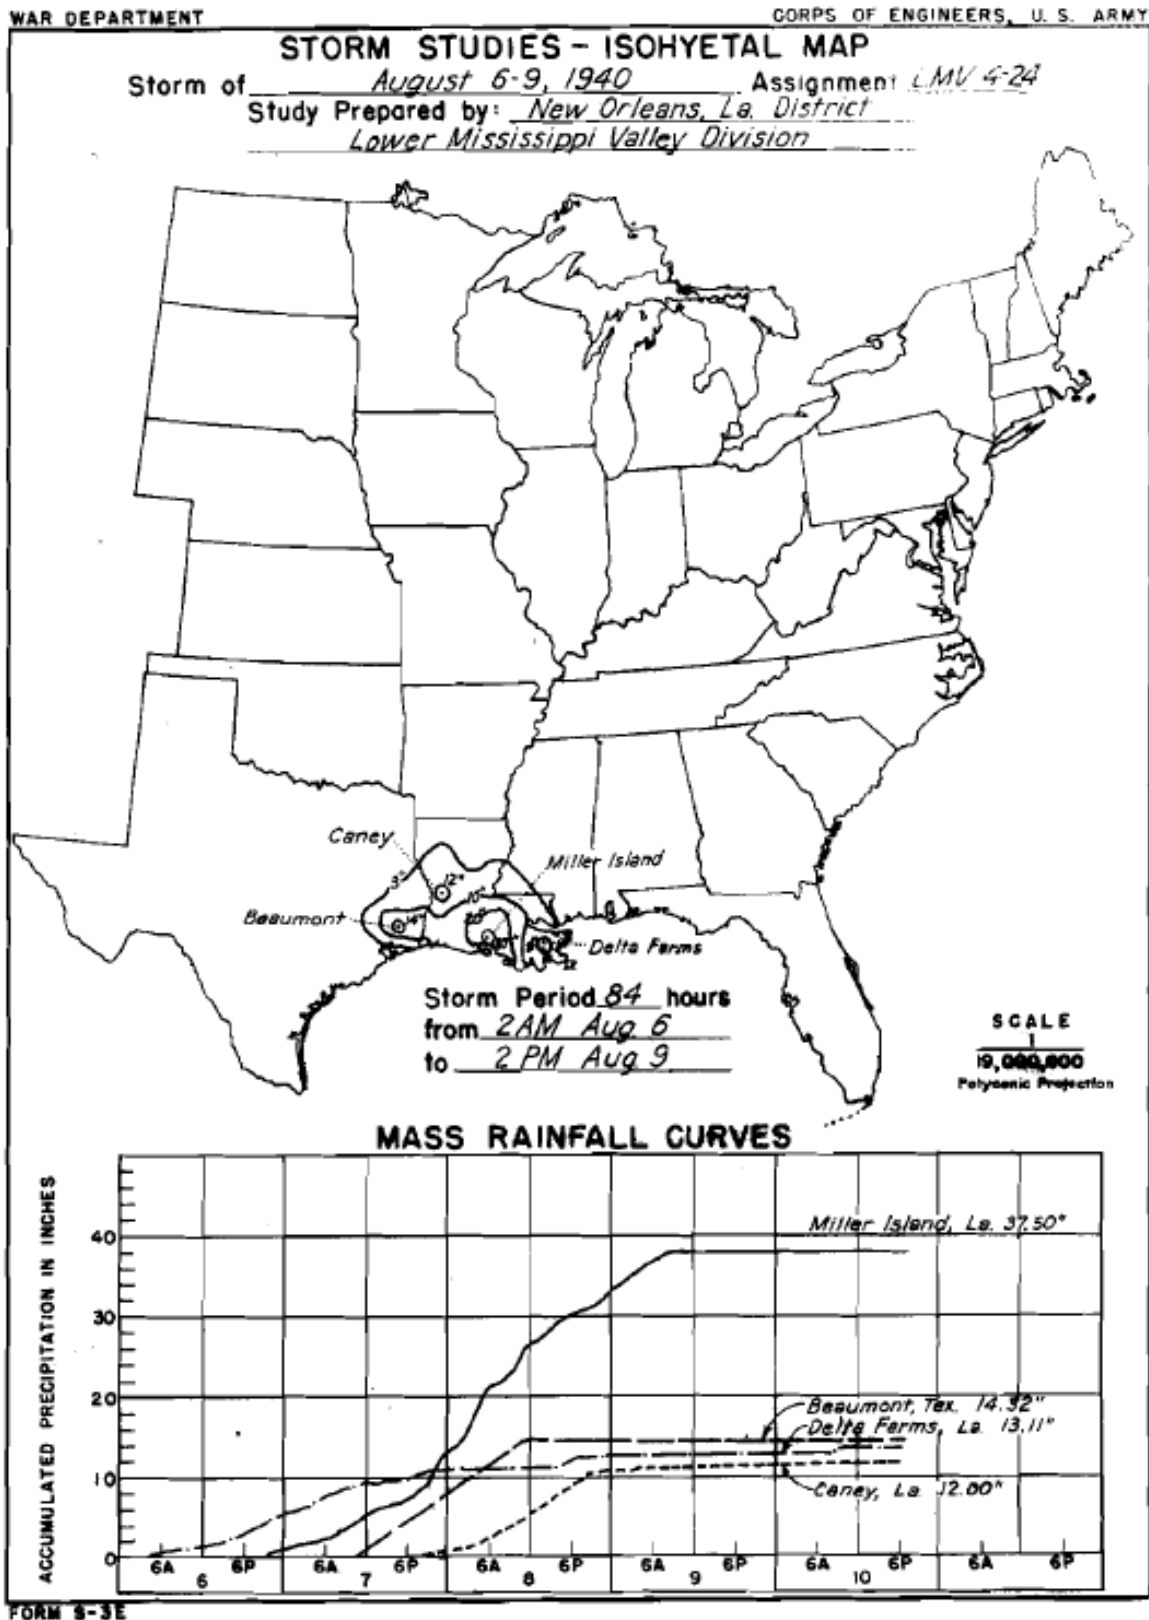 WAR DEPARTMENT
CORPS OF ENGINEERS, U. S. ARMY
STORM STUDIES - ISOHYETAL MAP
Storm of August 6-9, 1940 Assignment LMV 4-24
Study Prepared by: New Orleans, La. District
Lower Mississippi Valley Division
Caney
Miller Island
3"
12"
10"
Beaumont
14"
20"
Delta Farms
Storm Period 84 hours
from 2AM Aug. 6
to 2 PM Aug. 9
SCALE
1
19,000,000
Polyconic Projection
MASS RAINFALL CURVES
ACCUMULATED PRECIPITATION IN INCHES
40
30
20
10
0
Miller Island, La. 37.50"
Beaumont, Tex. 14.32"
Delta Farms, La. 13.11"
Caney, La. 12.00"
6A 6P 6A 6P 6A 6P 6A 6P 6A 6P 6A 6P
6 7 8 9 10
FORM S-3E